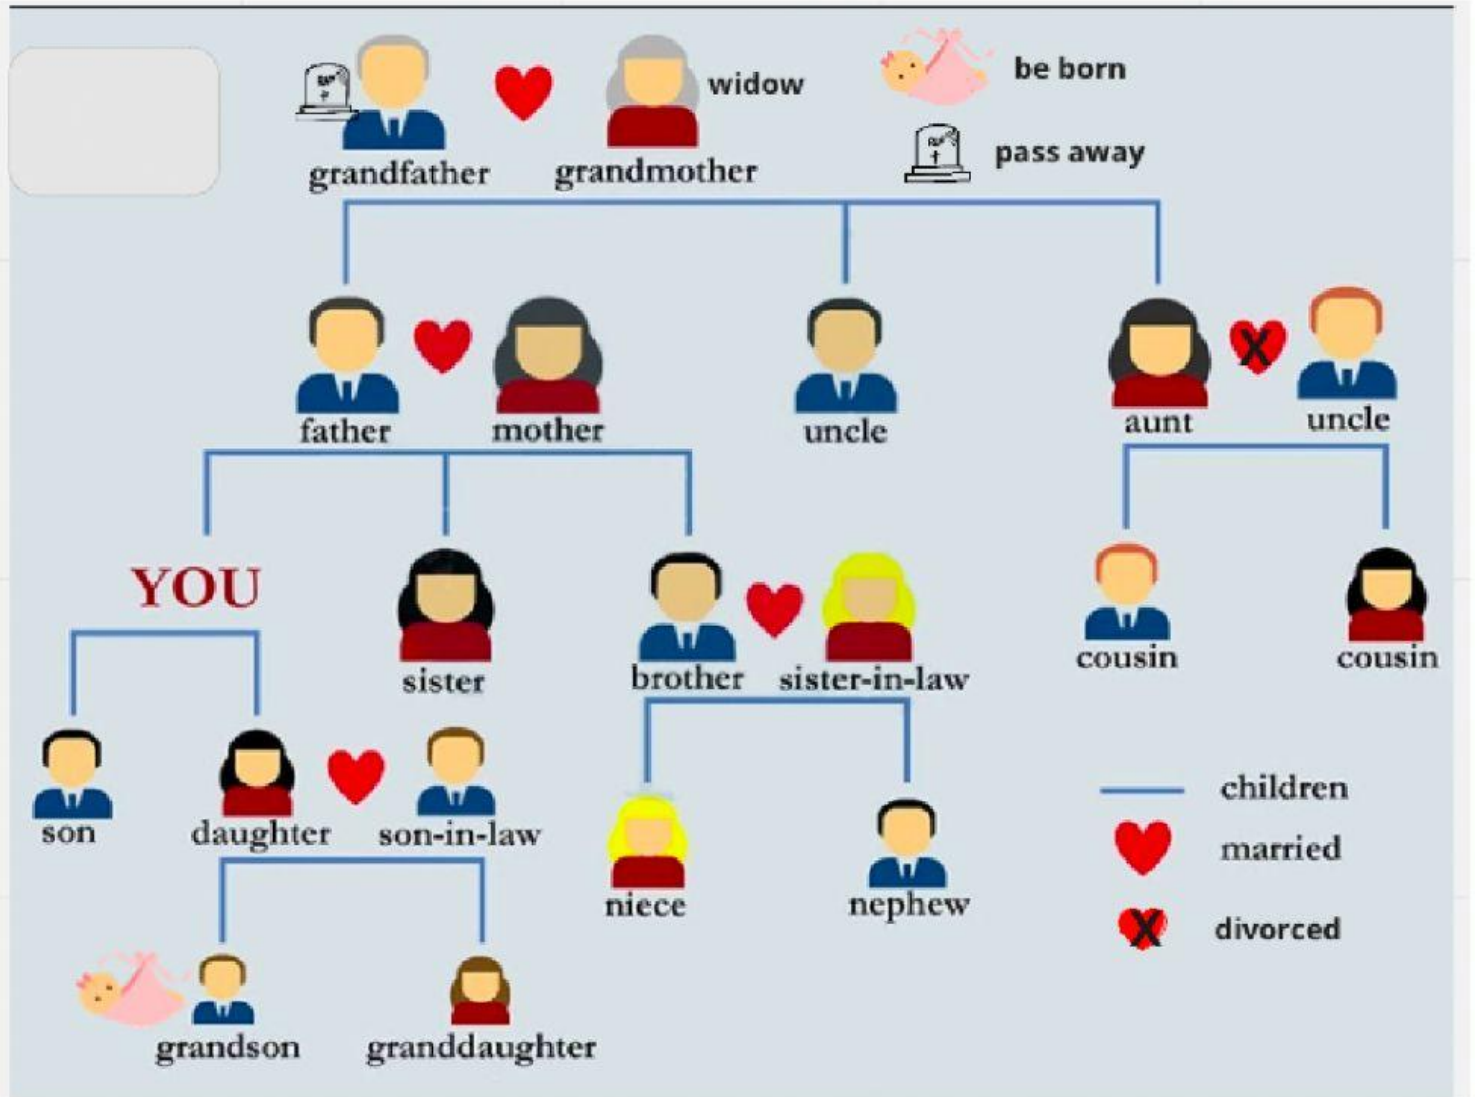 widow
be born
pass away
grandfather grandmother
father mother uncle aunt uncle
YOU
sister brother sister-in-law cousin cousin
son daughter son-in-law
children
married
niece nephew
divorced
grandson granddaughter